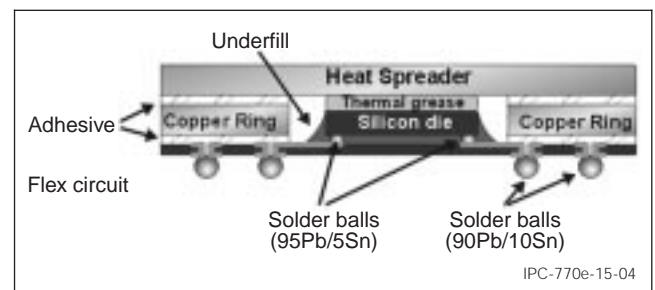 Underfill
Heat Spreader
Thermal grease
Adhesive
Copper Ring
Silicon die
Copper Ring
Flex circuit
Solder balls
(95Pb/5Sn)
Solder balls
(90Pb/10Sn)
IPC-770e-15-04